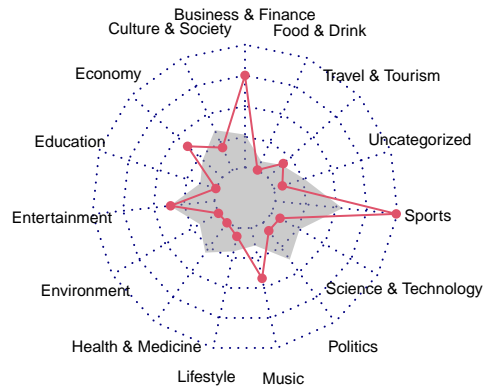 Business & Finance
Culture & Society
Food & Drink
Economy
Travel & Tourism
Education
Uncategorized
Entertainment
Sports
Environment
Science & Technology
Health & Medicine
Politics
Lifestyle
Music